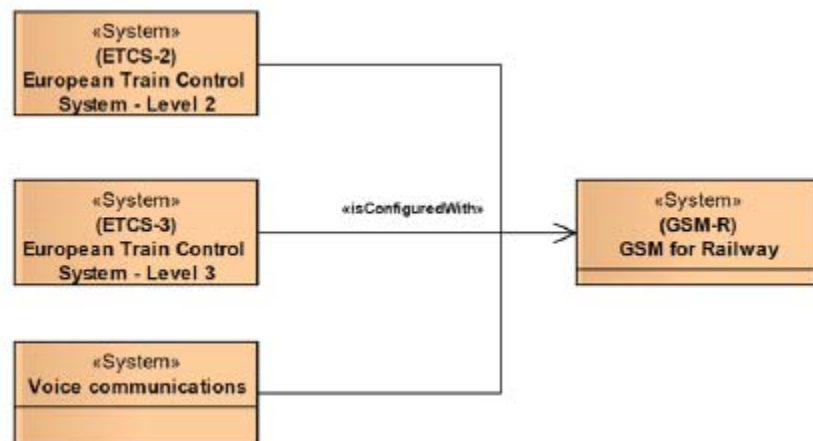 «System»
(ETCS-2)
European Train Control
System - Level 2
«System»
(ETCS-3)
European Train Control
System - Level 3
«isConfiguredWith»
«System»
(GSM-R)
GSM for Railway
«System»
Voice communications